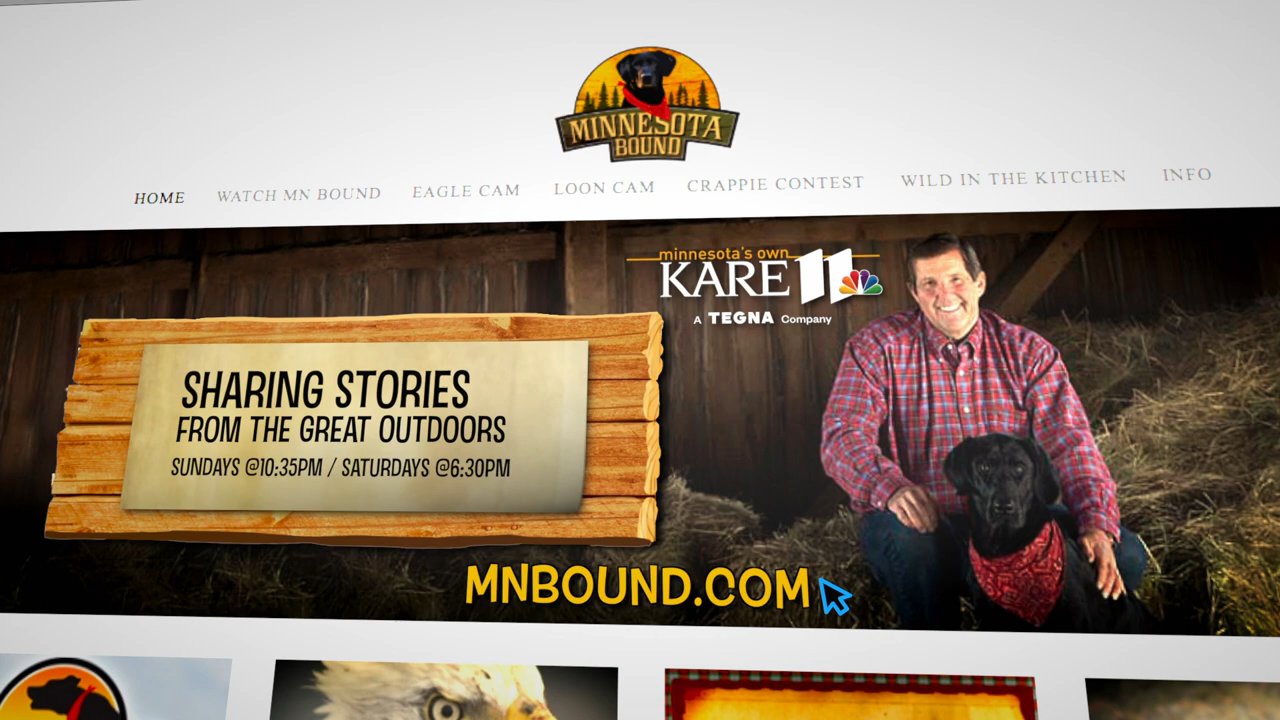 MINNESOTA
BOUND
HOME WATCH MN BOUND EAGLE CAM LOON CAM CRAPPIE CONTEST WILD IN THE KITCHEN INFO
minnesota's own
KARE 11
A TEGNA Company
SHARING STORIES
FROM THE GREAT OUTDOORS
SUNDAYS @10:35PM / SATURDAYS @6:30PM
MNBOUND.COM